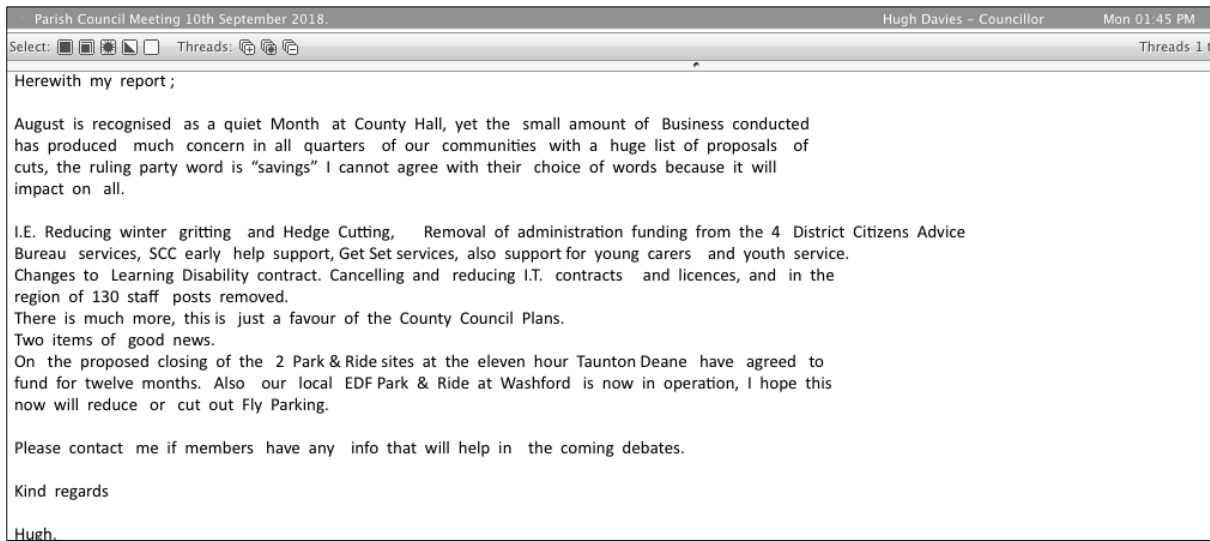 Parish Council Meeting 10th September 2018. Hugh Davies – Councillor Mon 01:45 PM
Select: Threads: Threads 1 t
Herewith my report ;
August is recognised as a quiet Month at County Hall, yet the small amount of Business conducted
has produced much concern in all quarters of our communities with a huge list of proposals of
cuts, the ruling party word is “savings” I cannot agree with their choice of words because it will
impact on all.
I.E. Reducing winter gritting and Hedge Cutting, Removal of administration funding from the 4 District Citizens Advice
Bureau services, SCC early help support, Get Set services, also support for young carers and youth service.
Changes to Learning Disability contract. Cancelling and reducing I.T. contracts and licences, and in the
region of 130 staff posts removed.
There is much more, this is just a favour of the County Council Plans.
Two items of good news.
On the proposed closing of the 2 Park & Ride sites at the eleven hour Taunton Deane have agreed to
fund for twelve months. Also our local EDF Park & Ride at Washford is now in operation, I hope this
now will reduce or cut out Fly Parking.
Please contact me if members have any info that will help in the coming debates.
Kind regards
Hugh.